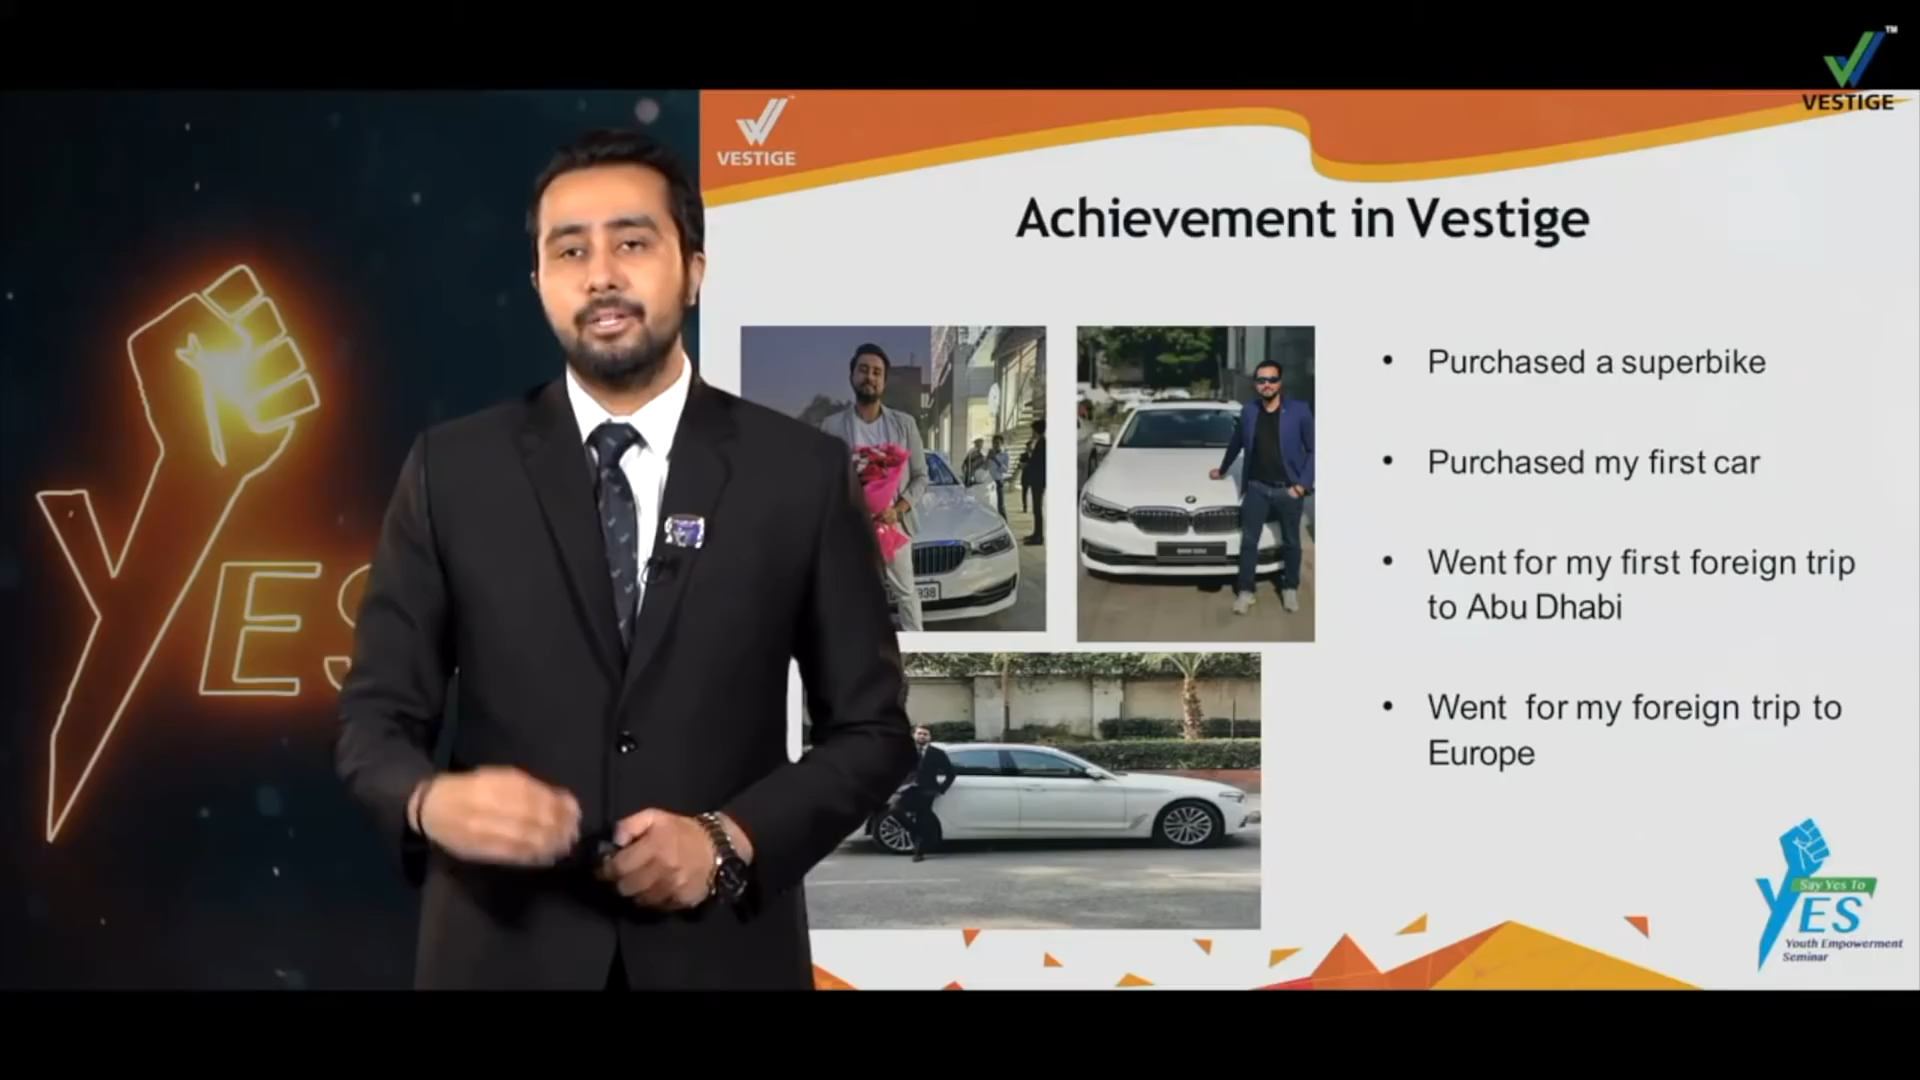 VESTIGE
TM
VESTIGE
Achievement in Vestige
• Purchased a superbike
• Purchased my first car
• Went for my first foreign trip
to Abu Dhabi
• Went for my foreign trip to
Europe
YES
Say Yes To
YES
Youth Empowerment
Seminar